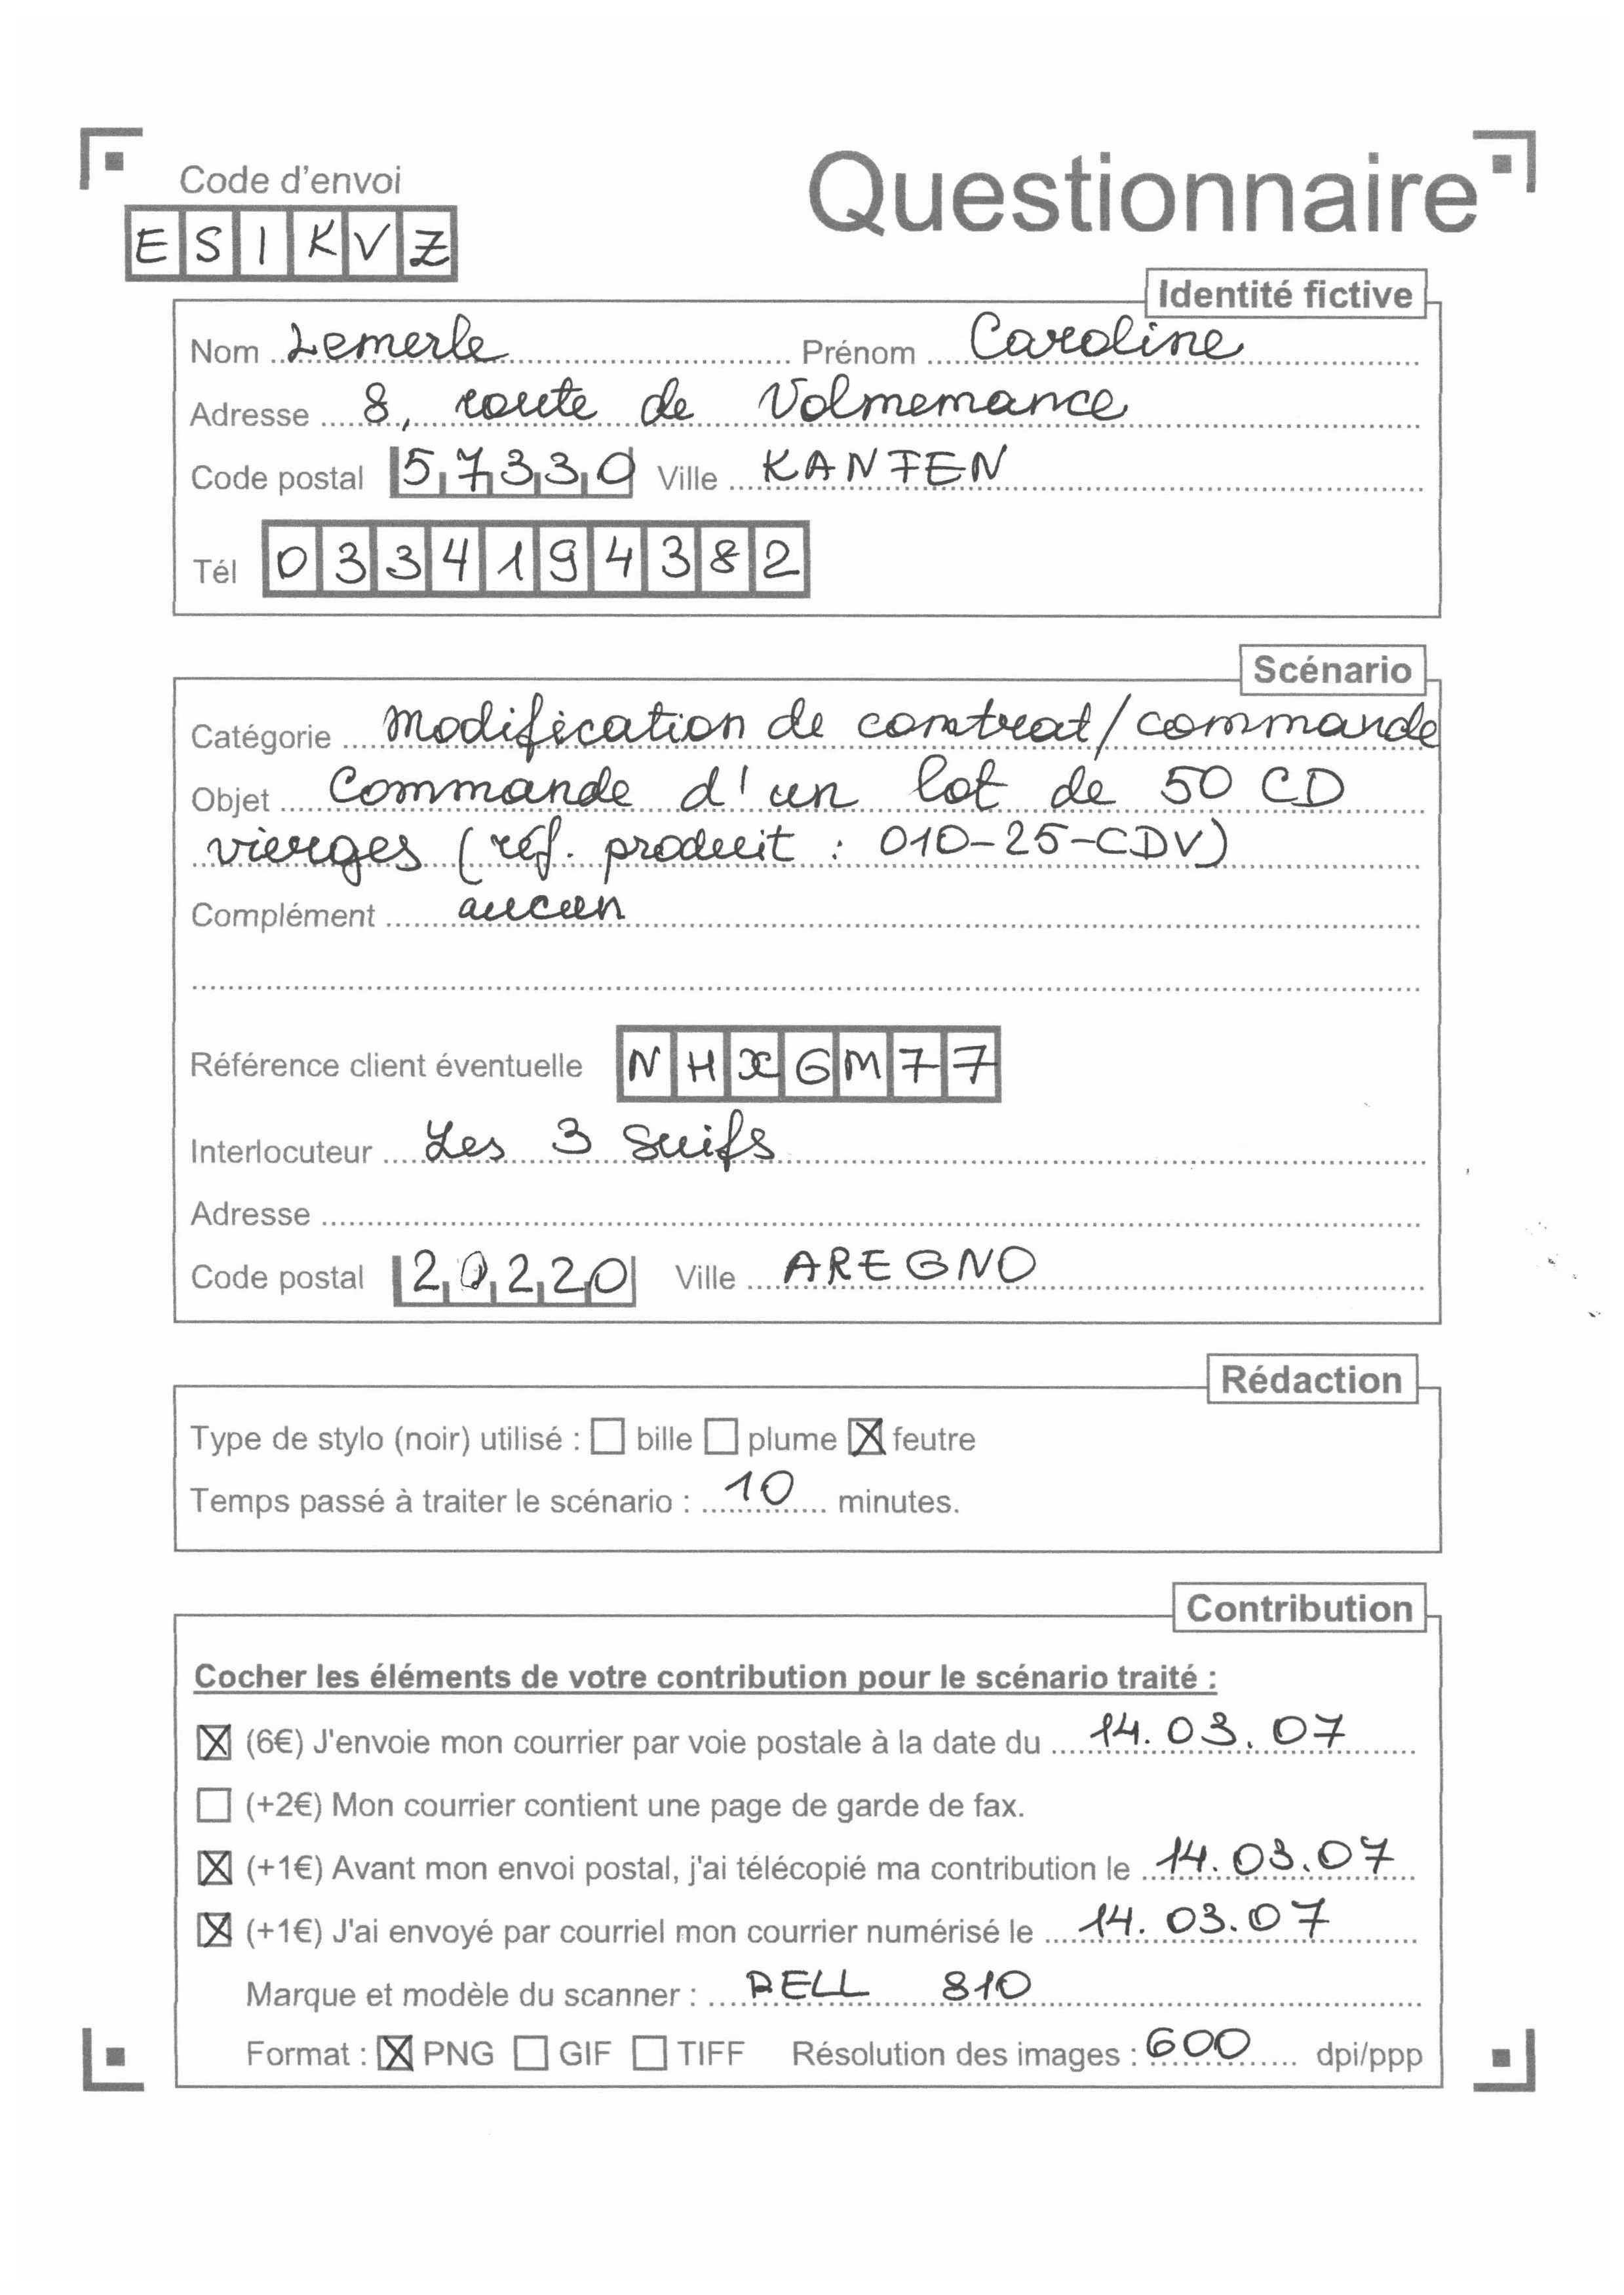 Code d'envoi
Questionnaire
ESIKVZ
Identité fictive
Nom Lemerle Prénom Caroline
Adresse 8, route de Volmemance
Code postal 57330 Ville KANFEN
Tél 0334194382
Scénario
Catégorie Modification de contrat/commande
Objet Commande d'un lot de 50 CD
vierges (réf. produit : 010-25-CDV)
Complément aucun
Référence client éventuelle NHXGM77
Interlocuteur Les 3 Suifs
Adresse
Code postal 20220 Ville AREGNO
Rédaction
Type de stylo (noir) utilisé : ☐ bille ☐ plume ☒ feutre
Temps passé à traiter le scénario : 10 minutes.
Contribution
Cocher les éléments de votre contribution pour le scénario traité :
☒ (6€) J'envoie mon courrier par voie postale à la date du 14.03.07
☐ (+2€) Mon courrier contient une page de garde de fax.
☒ (+1€) Avant mon envoi postal, j'ai télécopié ma contribution le 14.03.07
☒ (+1€) J'ai envoyé par courriel mon courrier numérisé le 14.03.07
Marque et modèle du scanner : DELL 810
Format : ☒ PNG ☐ GIF ☐ TIFF Résolution des images : 600 dpi/ppp